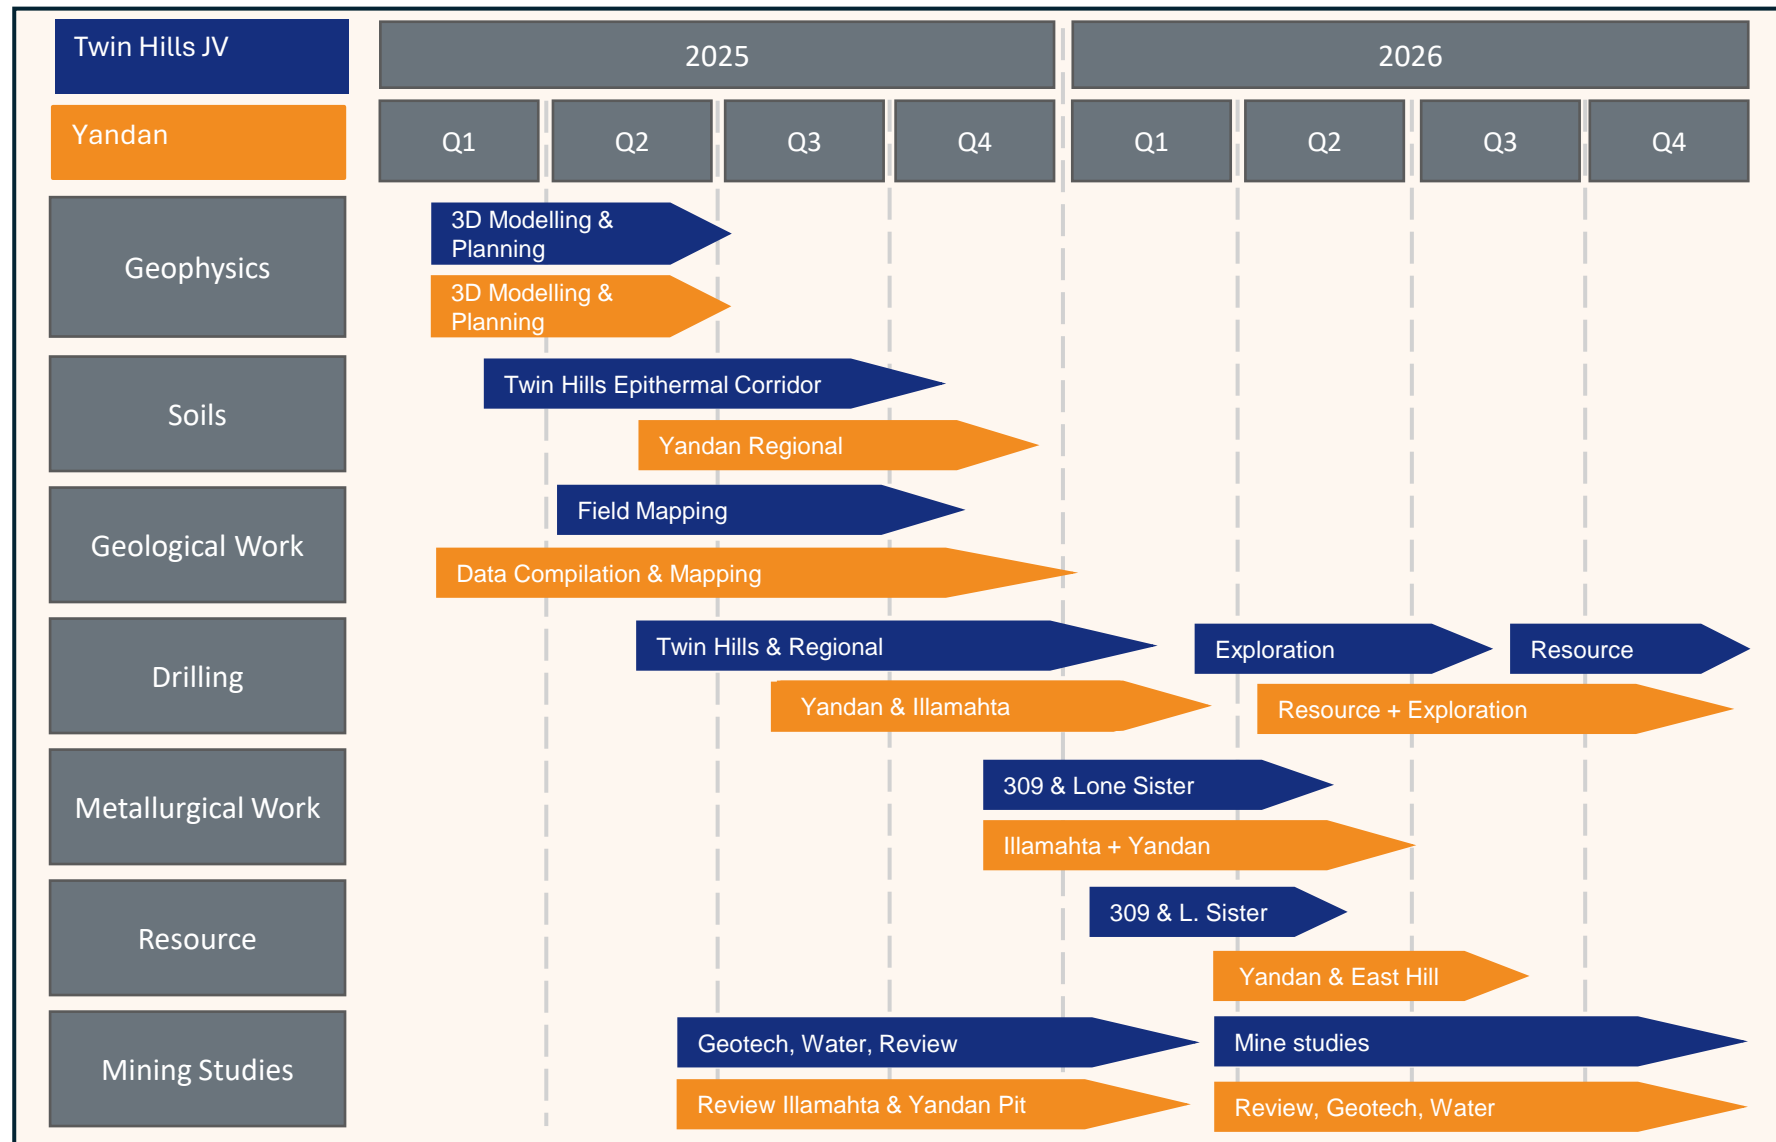 Twin Hills JV
2025
2026
Yandan
Q1
Q2
Q3
Q4
Q1
Q2
Q3
Q4
Geophysics
3D Modelling &
Planning
3D Modelling &
Planning
Soils
Twin Hills Epithermal Corridor
Yandan Regional
Geological Work
Field Mapping
Data Compilation & Mapping
Drilling
Twin Hills & Regional
Exploration
Resource
Yandan & Illamahta
Resource + Exploration
Metallurgical Work
309 & Lone Sister
Illamahta + Yandan
Resource
309 & L. Sister
Yandan & East Hill
Mining Studies
Geotech, Water, Review
Mine studies
Review Illamahta & Yandan Pit
Review, Geotech, Water